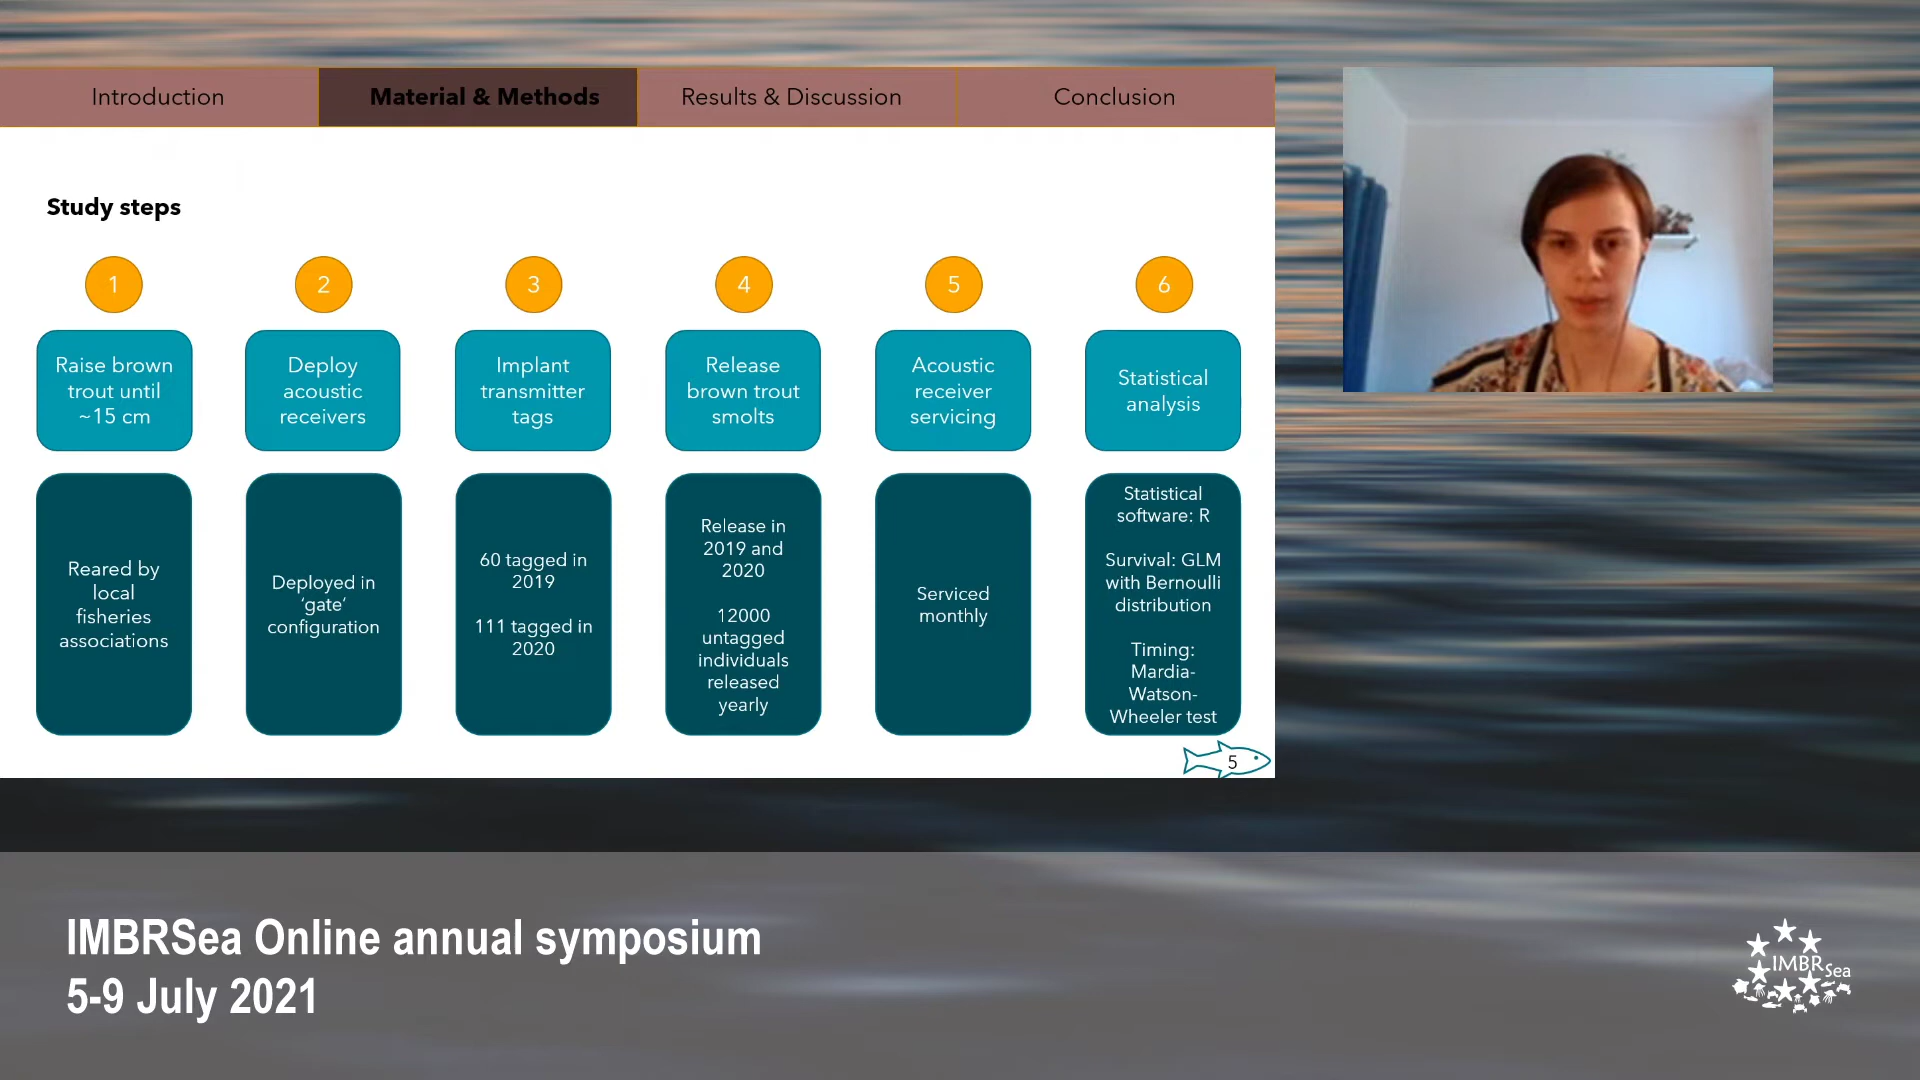 Introduction
Material & Methods
Results & Discussion
Conclusion
Study steps
1
2
3
4
5
6
Raise brown
trout until
~15 cm
Deploy
acoustic
receivers
Implant
transmitter
tags
Release
brown trout
smolts
Acoustic
receiver
servicing
Statistical
analysis
Reared by
local
fisheries
associations
Deployed in
‘gate’
configuration
60 tagged in
2019
111 tagged in
2020
Release in
2019 and
2020
12000
untagged
individuals
released
yearly
Serviced
monthly
Statistical
software: R
Survival: GLM
with Bernoulli
distribution
Timing:
Mardia-
Watson-
Wheeler test
5
IMBRSea Online annual symposium
5-9 July 2021
IMBRSea